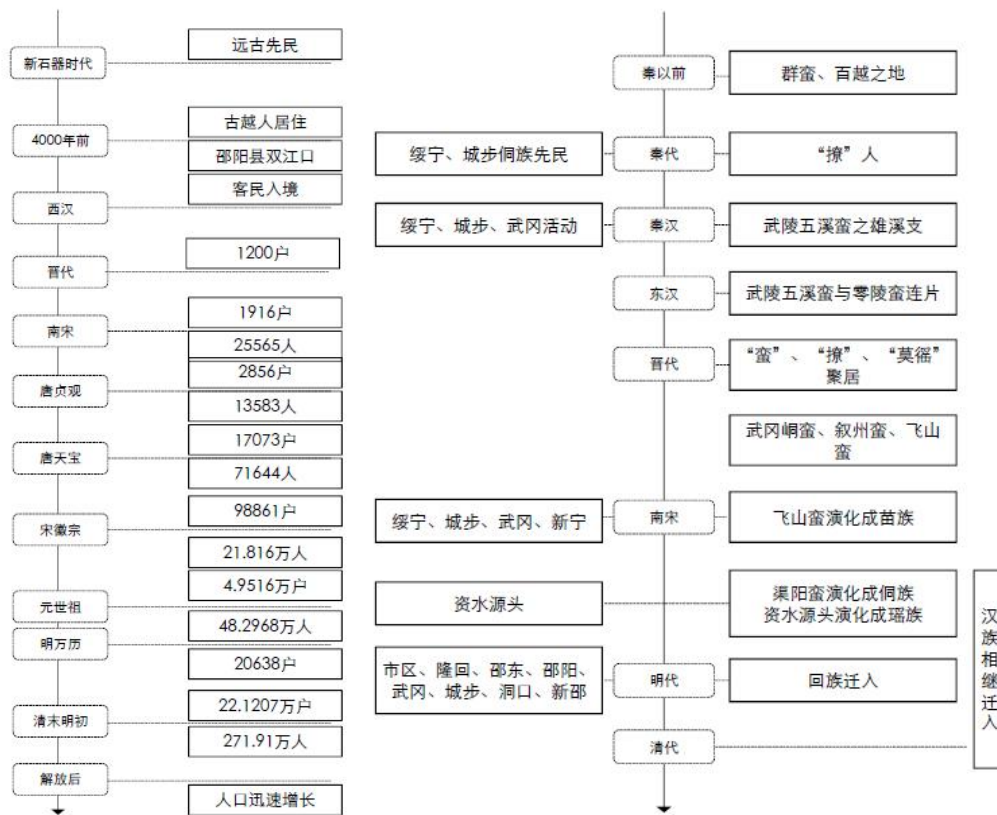 新石器时代
远古先民
4000年前
古越人居住
邵阳县双江口
西汉
客民入境
晋代
1200户
南宋
1916户
25565人
唐贞观
2856户
13583人
唐天宝
17073户
71644人
宋徽宗
98861户
21.816万人
元世祖
4.9516万户
48.2968万人
明万历
20638户
清末明初
22.1207万户
271.91万人
解放后
人口迅速增长
秦以前
群蛮、百越之地
绥宁、城步侗族先民
秦代
“撩”人
绥宁、城步、武冈活动
秦汉
武陵五溪蛮之雄溪支
东汉
武陵五溪蛮与零陵蛮连片
晋代
“蛮”、“撩”、“莫徭”
聚居
武冈峒蛮、叙州蛮、飞山
蛮
绥宁、城步、武冈、新宁
南宋
飞山蛮演化成苗族
资水源头
渠阳蛮演化成侗族
资水源头演化成瑶族
市区、隆回、邵东、邵阳、
武冈、城步、洞口、新邵
明代
回族迁入
清代
汉族相继迁入